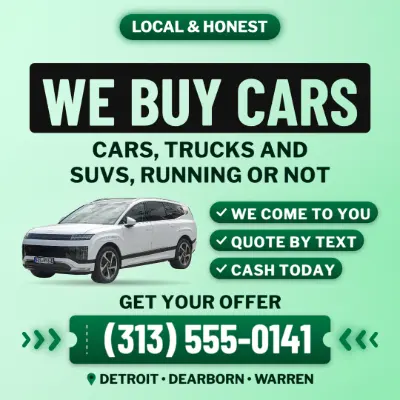 LOCAL & HONEST
WE BUY CARS
CARS, TRUCKS AND
SUVS, RUNNING OR NOT
WE COME TO YOU
QUOTE BY TEXT
CASH TODAY
GET YOUR OFFER
(313) 555-0141
DETROIT • DEARBORN • WARREN